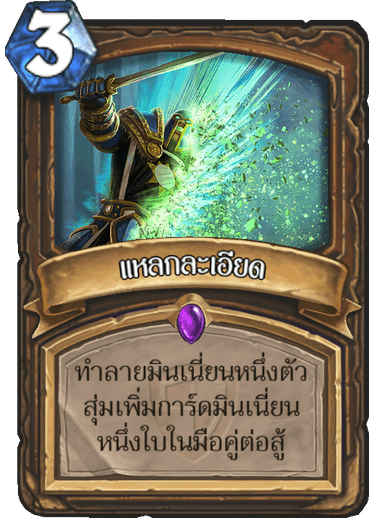 3
แหลกละเอียด
ทำลายมินเนี่ยนหนึ่งตัว
สุ่มเพิ่มการ์ดมินเนี่ยน
หนึ่งใบในมือคู่ต่อสู้